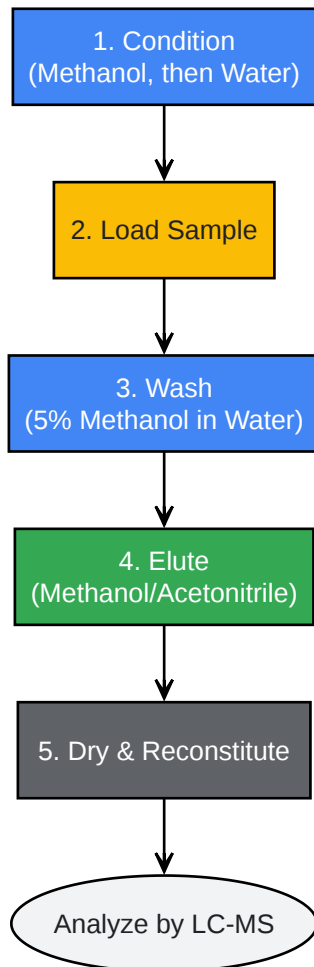 1. Condition
(Methanol, then Water)
2. Load Sample
3. Wash
(5% Methanol in Water)
4. Elute
(Methanol/Acetonitrile)
5. Dry & Reconstitute
Analyze by LC-MS